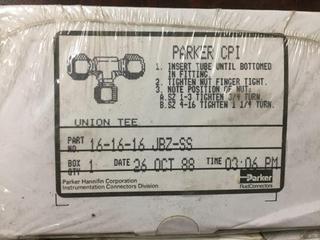 PARKER CPI
1. INSERT TUBE UNTIL BOTTOMED
IN FITTING.
2. TIGHTEN NUT FINGER TIGHT.
3. NOTE POSITION OF NUT.
A.SZ 1-3 TIGHTEN 3/4 TURN.
B.SZ 4-16 TIGHTEN 1 1/4 TURN.
UNION TEE
PART NO. 16-16-16 JBZ-SS
BOX QTY 1 DATE 26 OCT 88 TIME 03:06 PM
Parker Hannifin Corporation
Instrumentation Connectors Division
Parker
FluidConnectors